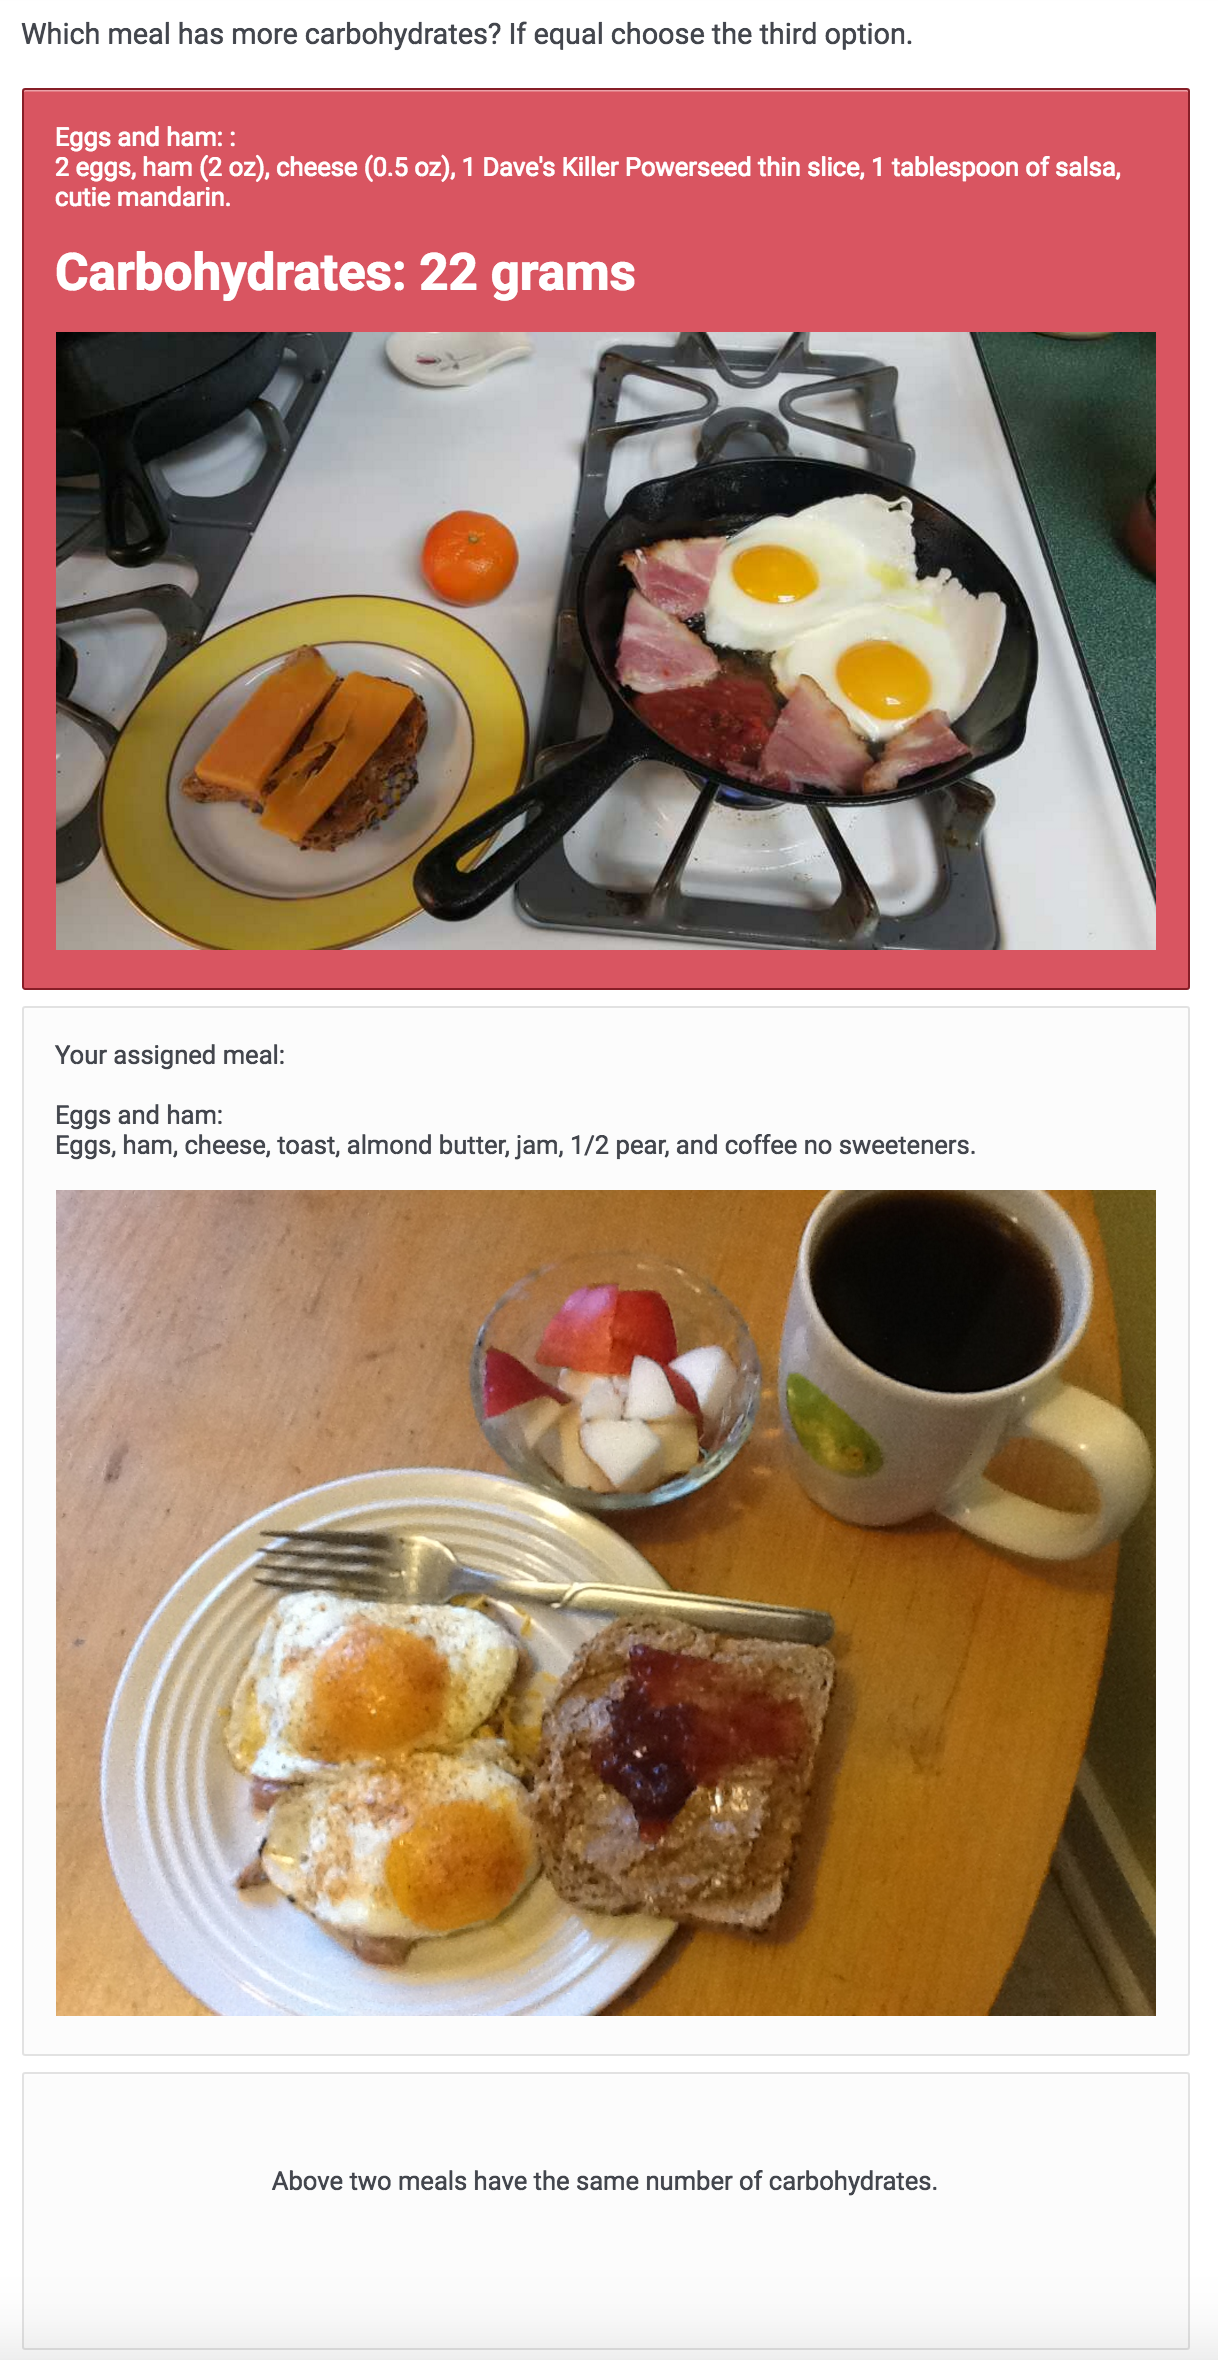 Which meal has more carbohydrates? If equal choose the third option.
Eggs and ham: :
2 eggs, ham (2 oz), cheese (0.5 oz), 1 Dave's Killer Powerseed thin slice, 1 tablespoon of salsa,
cutie mandarin.
Carbohydrates: 22 grams
Your assigned meal:
Eggs and ham:
Eggs, ham, cheese, toast, almond butter, jam, 1/2 pear, and coffee no sweeteners.
Above two meals have the same number of carbohydrates.